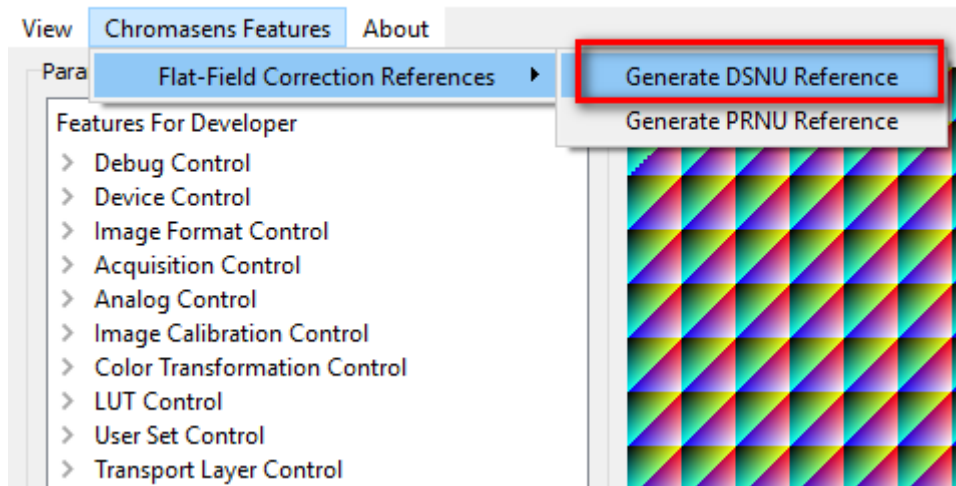 View Chromasens Features About
Para
Flat-Field Correction References
Generate DSNU Reference
Generate PRNU Reference
Features For Developer
Debug Control
Device Control
Image Format Control
Acquisition Control
Analog Control
Image Calibration Control
Color Transformation Control
LUT Control
User Set Control
Transport Layer Control